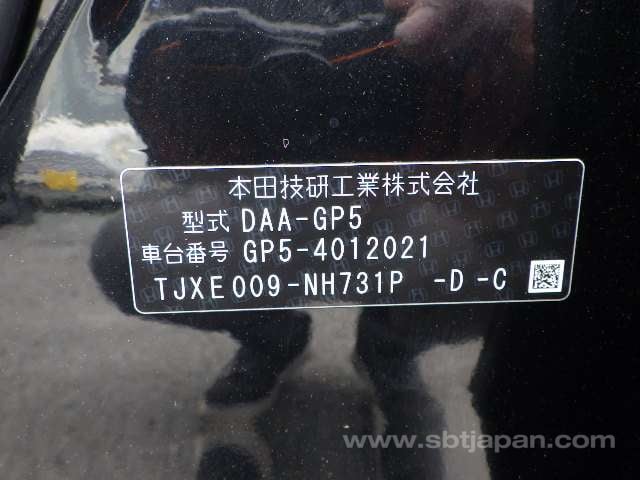 本田技研工業株式会社
型式 DAA-GP5
車台番号 GP5-4012021
TJXE009-NH731P -D -C
www.sbtjapan.com